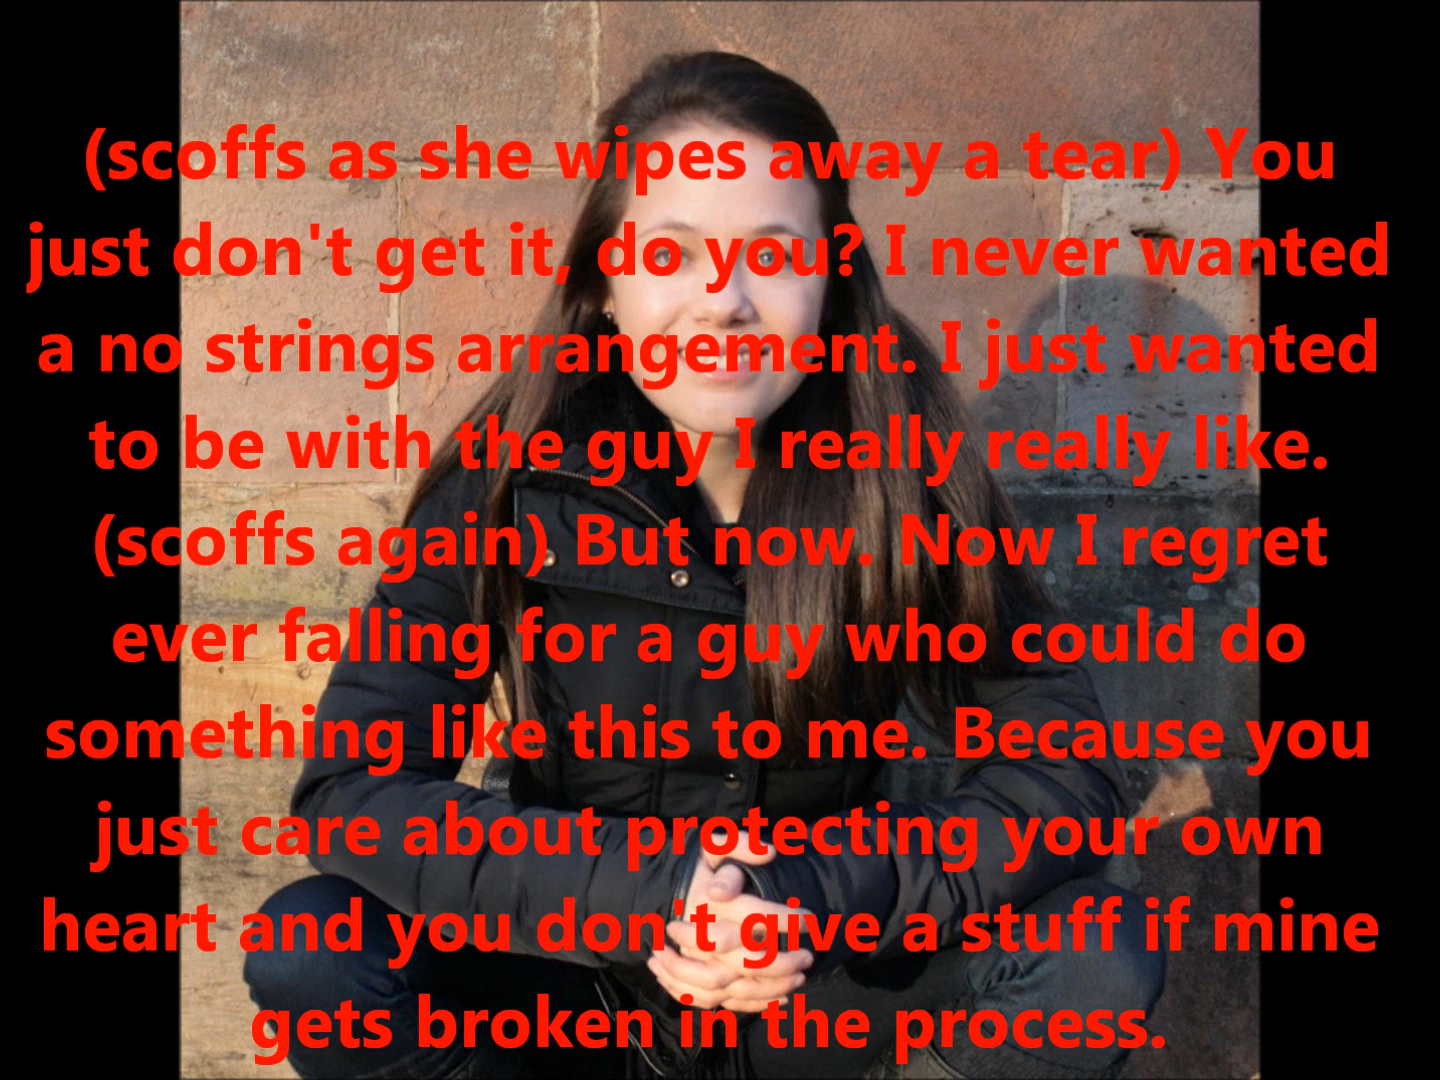 (scoffs as she wipes away a tear) You
just don't get it, do you? I never wanted
a no strings arrangement. I just wanted
to be with the guy I really really like.
(scoffs again) But now. Now I regret
ever falling for a guy who could do
something like this to me. Because you
just care about protecting your own
heart and you don't give a stuff if mine
gets broken in the process.